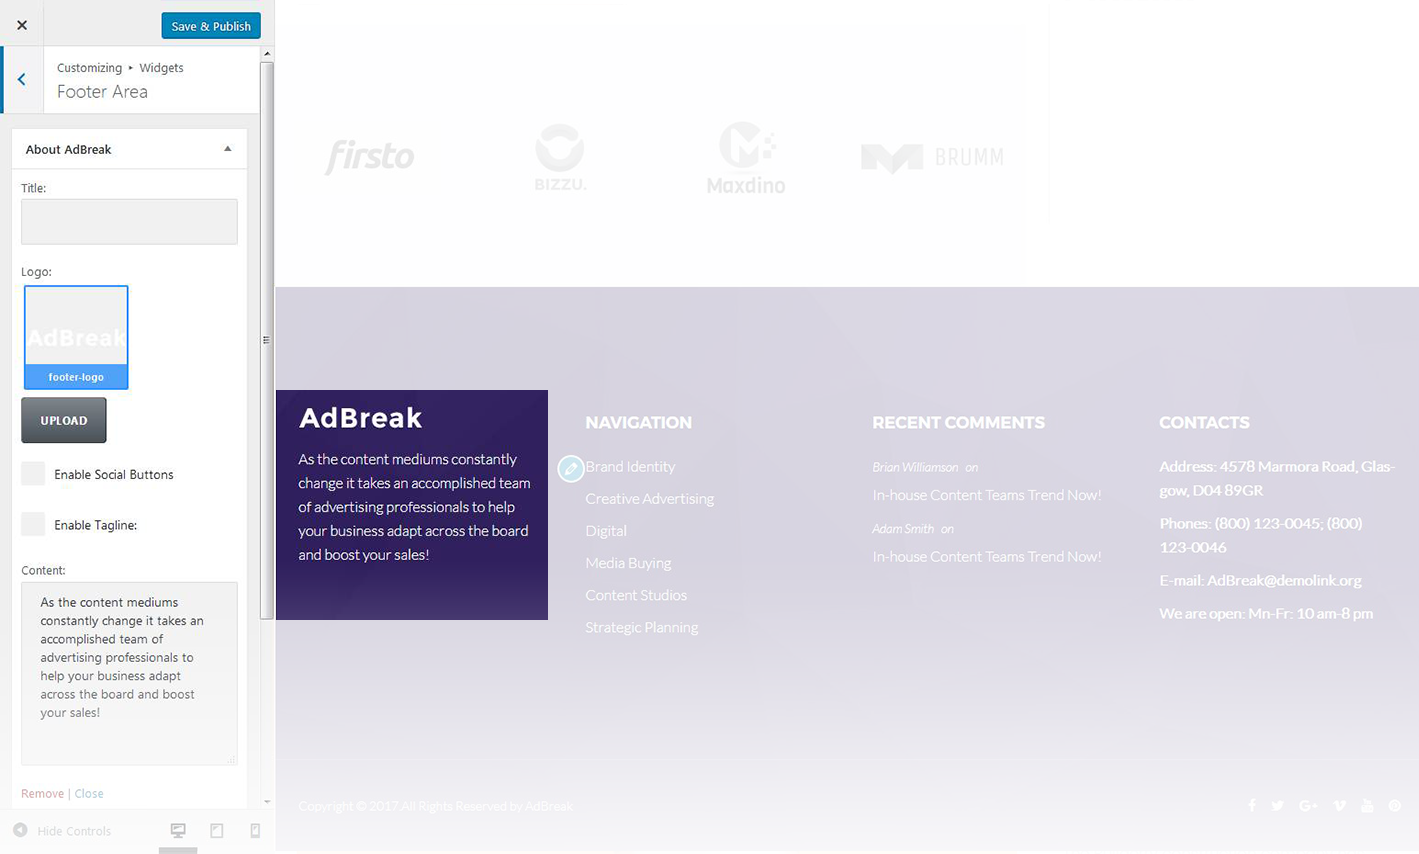 Save & Publish
Customizing ▸ Widgets
Footer Area
About AdBreak
Title:
Logo:
AdBreak
footer-logo
UPLOAD
Enable Social Buttons
Enable Tagline:
Content:
As the content mediums
constantly change it takes an
accomplished team of
advertising professionals to
help your business adapt
across the board and boost
your sales!
Remove | Close
Hide Controls
firsto
BIZZU.
Maxdino
BRUMM
AdBreak
As the content mediums constantly
change it takes an accomplished team
of advertising professionals to help
your business adapt across the board
and boost your sales!
NAVIGATION
Brand Identity
Creative Advertising
Digital
Media Buying
Content Studios
Strategic Planning
RECENT COMMENTS
Brian Williamson on
In-house Content Teams Trend Now!
Adam Smith on
In-house Content Teams Trend Now!
CONTACTS
Address: 4578 Marmora Road, Glas-
gow, D04 89GR
Phones: (800) 123-0045; (800)
123-0046
E-mail: AdBreak@demolink.org
We are open: Mn-Fr: 10 am-8 pm
Copyright © 2017 All Rights Reserved by AdBreak